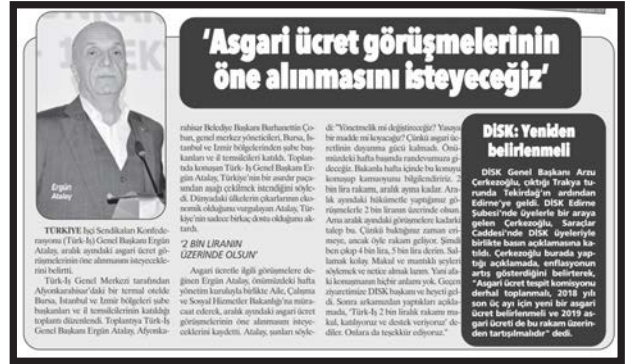 'Asgari ücret görüşmelerinin
öne alınmasını isteyeceğiz'
Ergün
Atalay
TÜRKİYE İşçi Sendikaları Konfede-
rasyonu (Türk-İş) Genel Başkanı Ergün
Atalay, aralık ayındaki asgari ücret gö-
rüşmelerinin öne alınmasını isteyecekle-
rini belirtti.
Türk-İş Genel Merkezi tarafından
Afyonkarahisar'daki bir termal otelde
Bursa, İstanbul ve İzmir bölgeleri şube
başkanları ve il temsilcilerinin katıldığı
toplantı düzenlendi. Toplantıya Türk-İş
Genel Başkanı Ergün Atalay, Afyonka-
rahisar Belediye Başkanı Burhanettin Ço-
ban, genel merkez yöneticileri, Bursa, İs-
tanbul ve İzmir bölgelerinden şube baş-
kanları ve il temsilcileri katıldı. Toplan-
tıda konuşan Türk-İş Genel Başkanı Er-
gün Atalay, Türkiye'nin bir asırdır paça-
sından aşağı çekilmek istendiğini söyle-
di. Dünyadaki ülkelerin çıkarlarının eko-
nomik olduğunu vurgulayan Atalay, Tür-
kiye'nin sadece birkaç dostu olduğunu ak-
tardı.
'2 BİN LİRANIN
ÜZERİNDE OLSUN'
Asgari ücretle ilgili görüşmelere de-
ğinen Ergün Atalay, önümüzdeki hafta
yönetim kuruluyla birlikte Aile, Çalışma
ve Sosyal Hizmetler Bakanlığı'na müra-
caat ederek, aralık ayındaki asgari ücret
görüşmelerinin öne alınmasını isteye-
ceklerini kaydetti. Atalay, şunları söyle-
di: "Yönetmelik mi değiştireceğiz? Yasaya
bir madde mi koyacağız? Çünkü asgari üc-
retlinin dayanma gücü kalmadı. Önü-
müzdeki hafta başında randevumuza gi-
deceğiz. Bakanla hafta içinde bu konuyu
konuşup kamuoyunu bilgilendiririz. 2
bin lira rakamı, aralık ayına kadar. Ara-
lık ayındaki hükümetle yaptığımız gö-
rüşmelerle 2 bin liranın üzerinde olsun.
Ama aralık ayındaki görüşmelere kadarki
talep bu. Çünkü baktığınız zaman eri-
meye, ancak öyle rakam geliyor. Şimdi
ben çıkıp 4 bin, 5 bin lira derim. Sal-
lamak kolay. Makul ve mantıklı şeyleri
söylemek ve netice almak lazım. Yani afa-
ki konuşmanın hiçbir anlamı yok. Geçen
ziyaretimize DİSK başkanı ve heyeti gel-
di. Sonra arkamızdan yaptıkları açıkla-
mada, 'Türk-İş 2 bin liralık rakamı ma-
kul, katılıyoruz ve destek veriyoruz' de-
diler. Onlara da teşekkür ediyoruz."
DİSK: Yeniden
belirlenmeli
DİSK Genel Başkanı Arzu
Çerkezoğlu, çıktığı Trakya tu-
runda Tekirdağ'ın ardından
Edirne'ye geldi. DİSK Edirne
Şubesi'nde üyelerle bir araya
gelen Çerkezoğlu, Saraçlar
Caddesi'nde DİSK üyeleriyle
birlikte basın açıklamasına ka-
tıldı. Çerkezoğlu burada yap-
tığı açıklamada, enflasyonun
artış gösterdiğini belirterek,
"Asgari ücret tespit komisyonu
derhal toplanmalı, 2018 yılı
son üç ayı için yeni bir asgari
ücret belirlenmeli ve 2019 as-
gari ücreti de bu rakam üzerin-
den tartışılmalıdır" dedi.